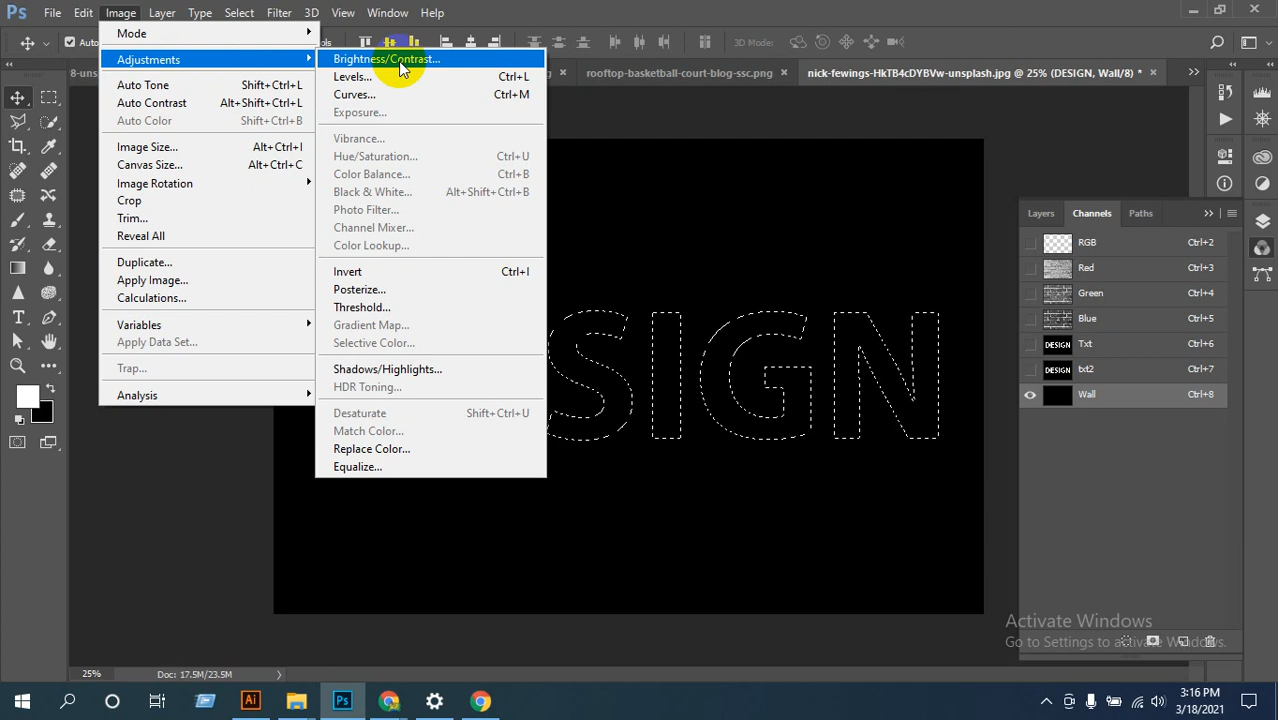 Ps File Edit Image Layer Type Select Filter 3D View Window Help
Mode
3D Mode:
Adjustments
Brightness/Contrast...
rooftop-basketball-court-blog-ssc.png × nick-fewings-HkTB4cDYBVw-unsplash.jpg @ 25% (DESIGN, Wall/8) * ×
Auto Tone Shift+Ctrl+L
Auto Contrast Alt+Shift+Ctrl+L
Auto Color Shift+Ctrl+B
Image Size... Alt+Ctrl+I
Canvas Size... Alt+Ctrl+C
Image Rotation
Crop
Trim...
Reveal All
Duplicate...
Apply Image...
Calculations...
Variables
Apply Data Set...
Trap...
Analysis
Levels... Ctrl+L
Curves... Ctrl+M
Exposure...
Vibrance...
Hue/Saturation... Ctrl+U
Color Balance... Ctrl+B
Black & White... Alt+Shift+Ctrl+B
Photo Filter...
Channel Mixer...
Color Lookup...
Invert Ctrl+I
Posterize...
Threshold...
Gradient Map...
Selective Color...
Shadows/Highlights...
HDR Toning...
Desaturate Shift+Ctrl+U
Match Color...
Replace Color...
Equalize...
SIGN
Layers Channels Paths
RGB Ctrl+2
Red Ctrl+3
Green Ctrl+4
Blue Ctrl+5
DESIGN Txt Ctrl+6
DESIGN txt2 Ctrl+7
Wall Ctrl+8
Activate Windows
Go to Settings to activate Windows.
25% Doc: 17.5M/23.5M
Ai Ps
3:16 PM
3/18/2021